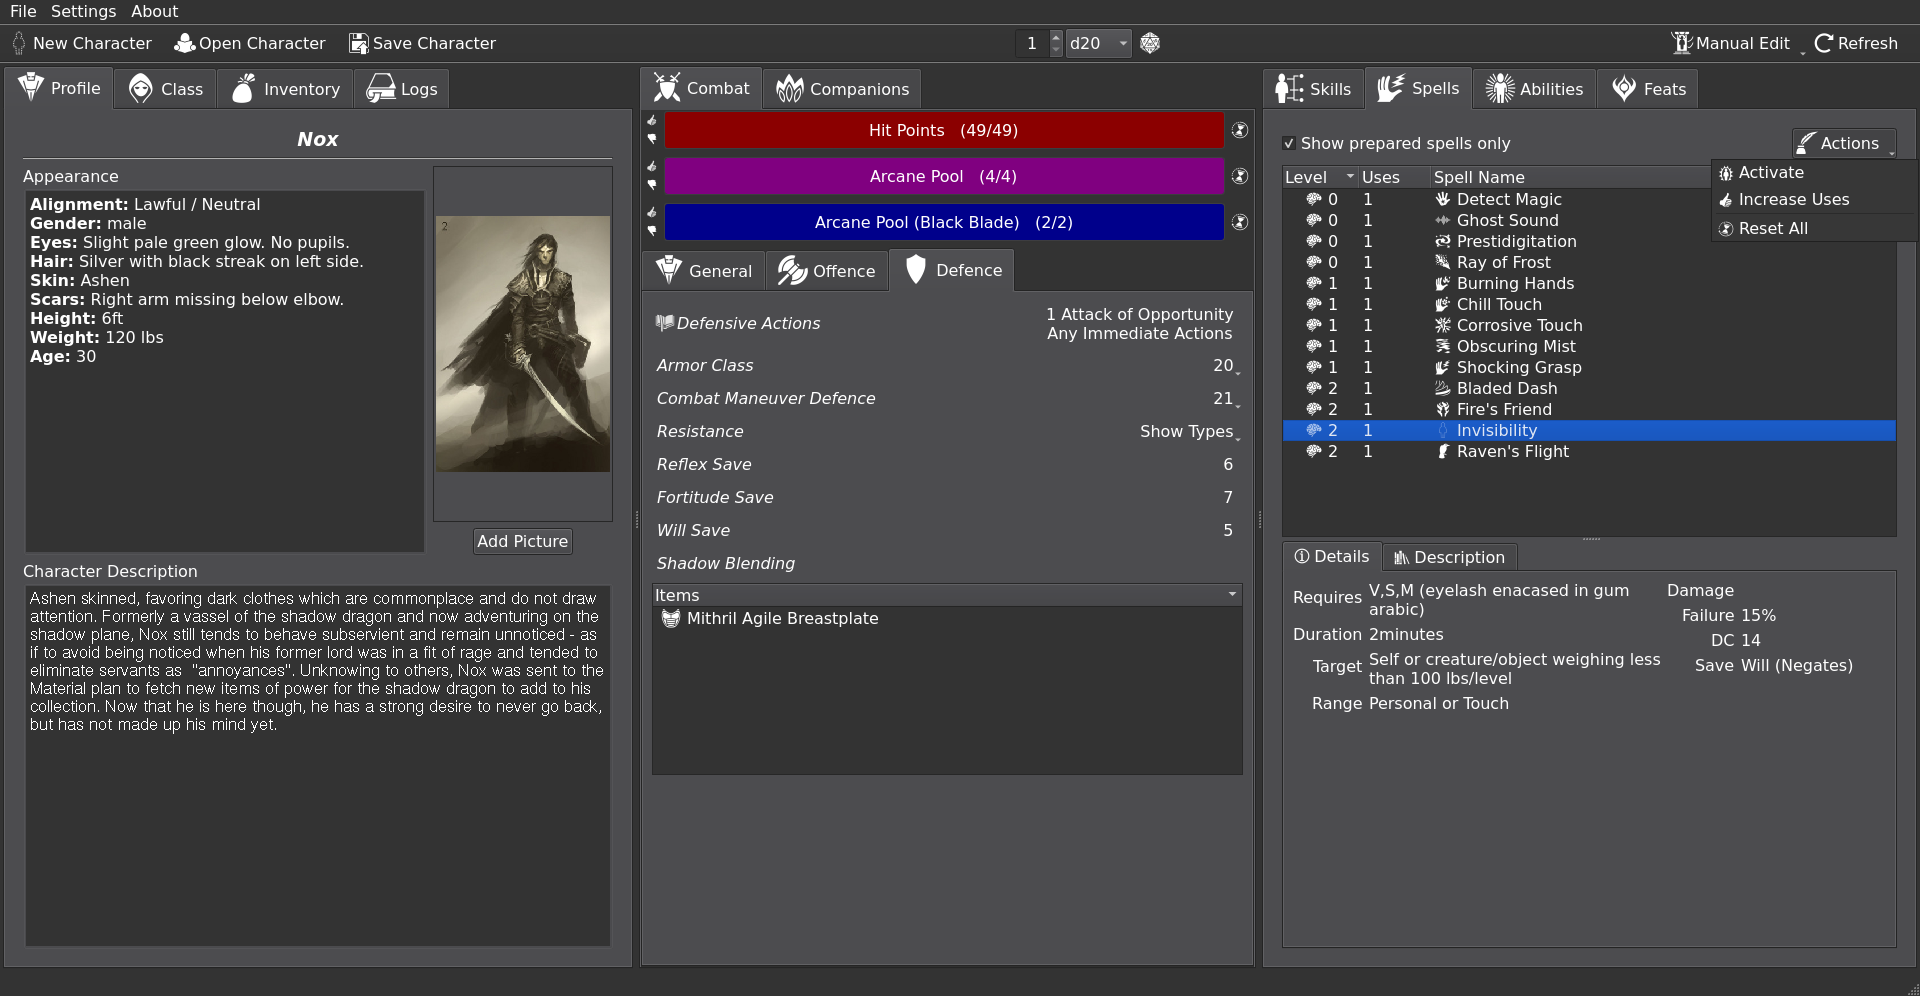 File Settings About
New Character Open Character Save Character 1 d20 Manual Edit Refresh
Profile Class Inventory Logs
Nox
Appearance
Alignment: Lawful / Neutral
Gender: male
Eyes: Slight pale green glow. No pupils.
Hair: Silver with black streak on left side.
Skin: Ashen
Scars: Right arm missing below elbow.
Height: 6ft
Weight: 120 lbs
Age: 30
2
Add Picture
Character Description
Ashen skinned, favoring dark clothes which are commonplace and do not draw
attention. Formerly a vassel of the shadow dragon and now adventuring on the
shadow plane, Nox still tends to behave subservient and remain unnoticed - as
if to avoid being noticed when his former lord was in a fit of rage and tended to
eliminate servants as  "annoyances". Unknowing to others, Nox was sent to the
Material plan to fetch new items of power for the shadow dragon to add to his
collection. Now that he is here though, he has a strong desire to never go back,
but has not made up his mind yet.
Combat Companions
Hit Points (49/49)
Arcane Pool (4/4)
Arcane Pool (Black Blade) (2/2)
General Offence Defence
Defensive Actions 1 Attack of Opportunity
Any Immediate Actions
Armor Class 20
Combat Maneuver Defence 21
Resistance Show Types
Reflex Save 6
Fortitude Save 7
Will Save 5
Shadow Blending
Items
Mithril Agile Breastplate
Skills Spells Abilities Feats
Show prepared spells only Actions
Activate
Increase Uses
Reset All
Level Uses Spell Name
0 1 Detect Magic
0 1 Ghost Sound
0 1 Prestidigitation
0 1 Ray of Frost
1 1 Burning Hands
1 1 Chill Touch
1 1 Corrosive Touch
1 1 Obscuring Mist
1 1 Shocking Grasp
2 1 Bladed Dash
2 1 Fire's Friend
2 1 Invisibility
2 1 Raven's Flight
Details Description
Requires V,S,M (eyelash enacased in gum
arabic)
Duration 2minutes
Target Self or creature/object weighing less
than 100 lbs/level
Range Personal or Touch
Damage
Failure 15%
DC 14
Save Will (Negates)